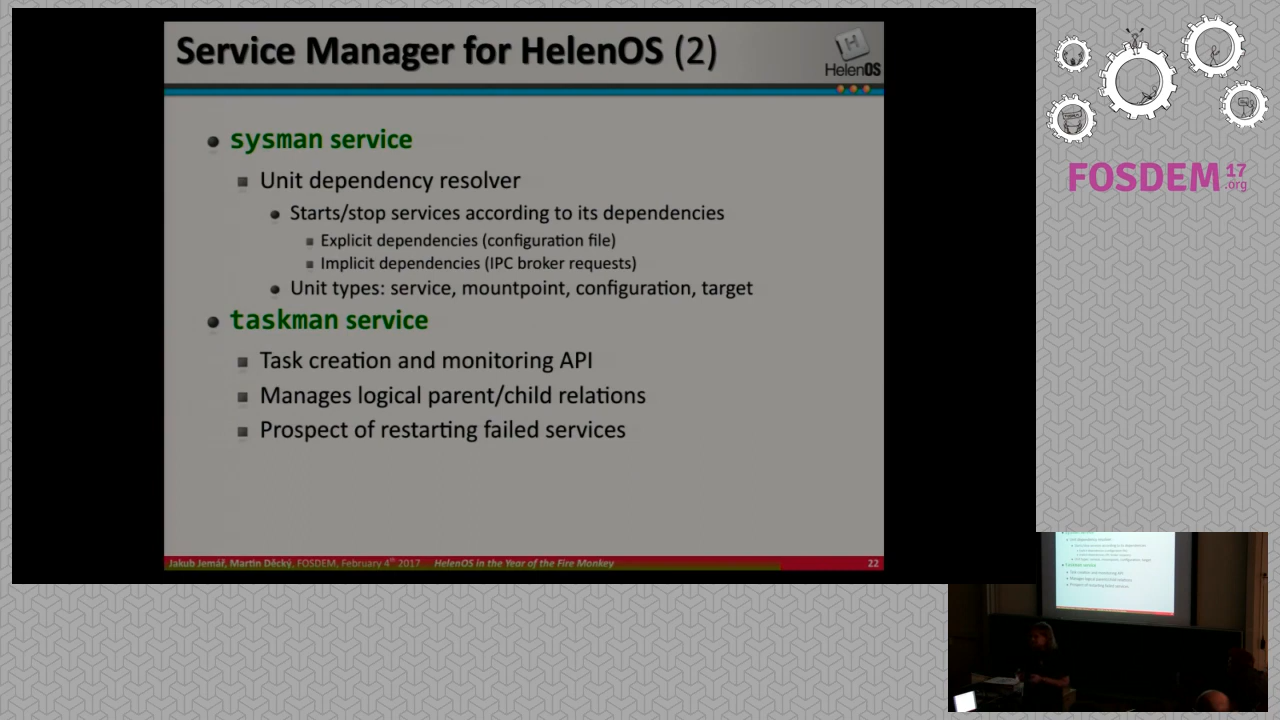 Service Manager for HelenOS (2)
HelenOS
sysman service
Unit dependency resolver
Starts/stop services according to its dependencies
Explicit dependencies (configuration file)
Implicit dependencies (IPC broker requests)
Unit types: service, mountpoint, configuration, target
taskman service
Task creation and monitoring API
Manages logical parent/child relations
Prospect of restarting failed services
Jakub Jemář, Martin Děcký, FOSDEM, February 4th 2017 HelenOS in the Year of the Fire Monkey 22
FOSDEM 17
.org